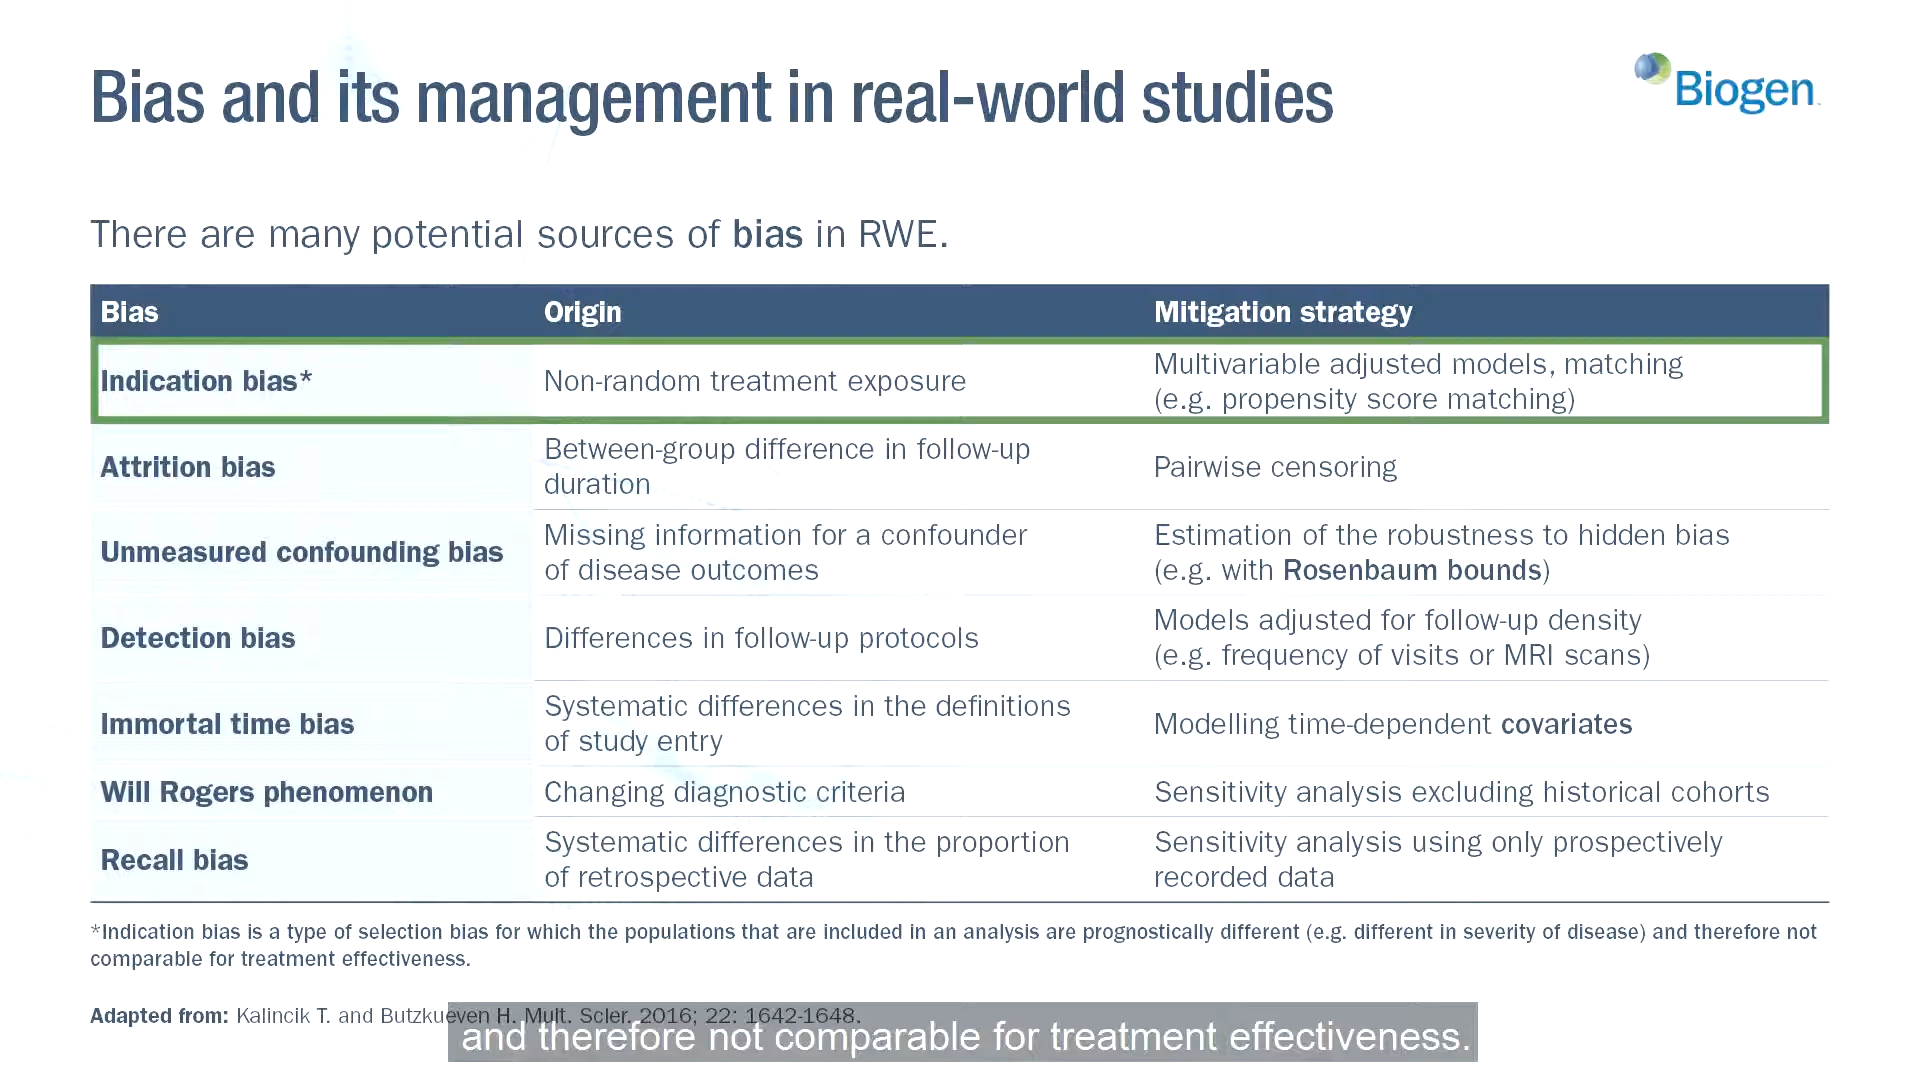 Bias and its management in real-world studies
Biogen
There are many potential sources of bias in RWE.
Bias Origin Mitigation strategy
Indication bias* Non-random treatment exposure Multivariable adjusted models, matching
(e.g. propensity score matching)
Attrition bias Between-group difference in follow-up
duration Pairwise censoring
Unmeasured confounding bias Missing information for a confounder
of disease outcomes Estimation of the robustness to hidden bias
(e.g. with Rosenbaum bounds)
Detection bias Differences in follow-up protocols Models adjusted for follow-up density
(e.g. frequency of visits or MRI scans)
Immortal time bias Systematic differences in the definitions
of study entry Modelling time-dependent covariates
Will Rogers phenomenon Changing diagnostic criteria Sensitivity analysis excluding historical cohorts
Recall bias Systematic differences in the proportion
of retrospective data Sensitivity analysis using only prospectively
recorded data
*Indication bias is a type of selection bias for which the populations that are included in an analysis are prognostically different (e.g. different in severity of disease) and therefore not
comparable for treatment effectiveness.
Adapted from: Kalincik T. and Butzkueven H. Mult. Scler. 2016; 22: 1642-1648.
and therefore not comparable for treatment effectiveness.